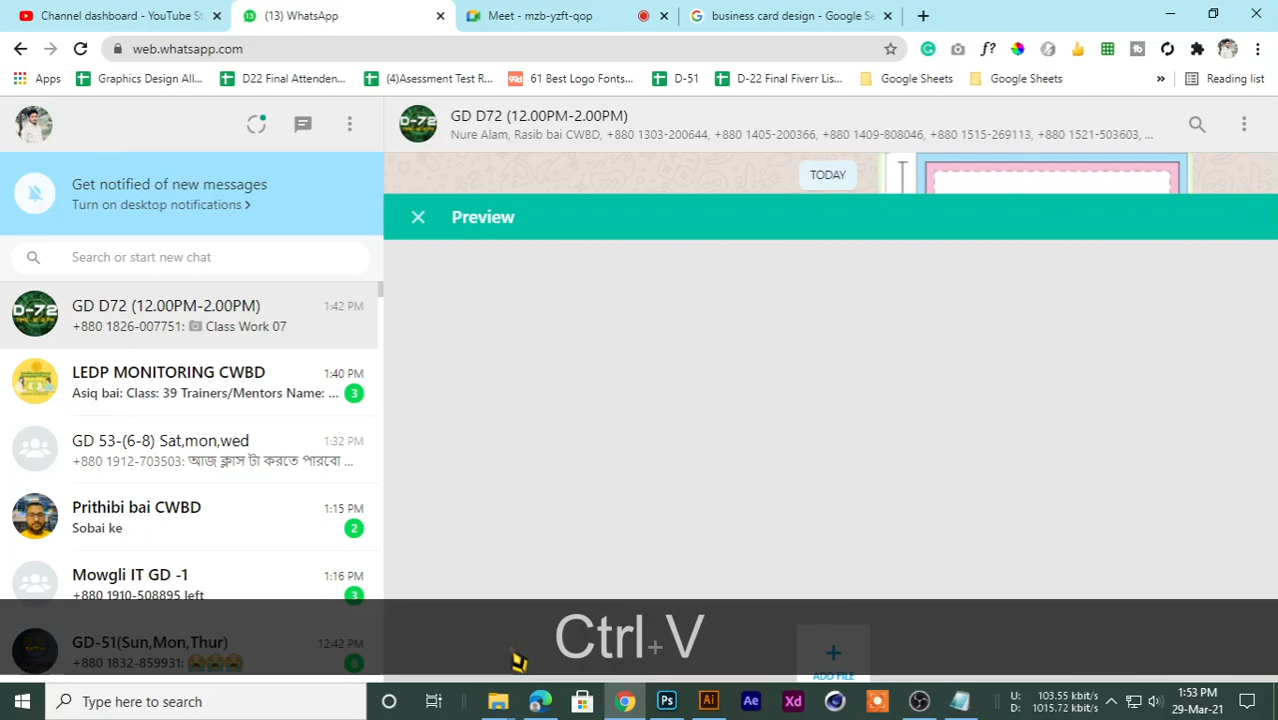 Channel dashboard - YouTube St
(13) WhatsApp
Meet - mzb-yzft-qop
business card design - Google Se
web.whatsapp.com
Apps
Graphics Design All...
D22 Final Attenden...
(4)Asessment Test R...
61 Best Logo Fonts...
D-51
D-22 Final Fiverr Lis...
Google Sheets
Google Sheets
»
Reading list
GD D72 (12.00PM-2.00PM)
Nure Alam, Rasib bai CWBD, +880 1303-200644, +880 1405-200366, +880 1409-808046, +880 1515-269113, +880 1521-503603, ...
TODAY
Get notified of new messages
Turn on desktop notifications >
Preview
Search or start new chat
D-72
GD D72 (12.00PM-2.00PM)
1:42 PM
+880 1826-007751: Class Work 07
LEDP MONITORING CWBD
1:40 PM
Asiq bai: Class: 39 Trainers/Mentors Name: ...
3
GD 53-(6-8) Sat,mon,wed
1:32 PM
+880 1912-703503: আজ ক্লাস টা করতে পারবো ...
Prithibi bai CWBD
1:15 PM
Sobai ke
2
Mowgli IT GD -1
1:16 PM
+880 1910-508895 left
3
GD-51(Sun,Mon,Thur)
12:42 PM
+880 1832-859931: 😭😭😭
6
Ctrl+V
ADD FILE
Type here to search
Ps
Ai
Ae
Xd
U: 103.55 kbit/s
D: 1015.72 kbit/s
1:53 PM
29-Mar-21